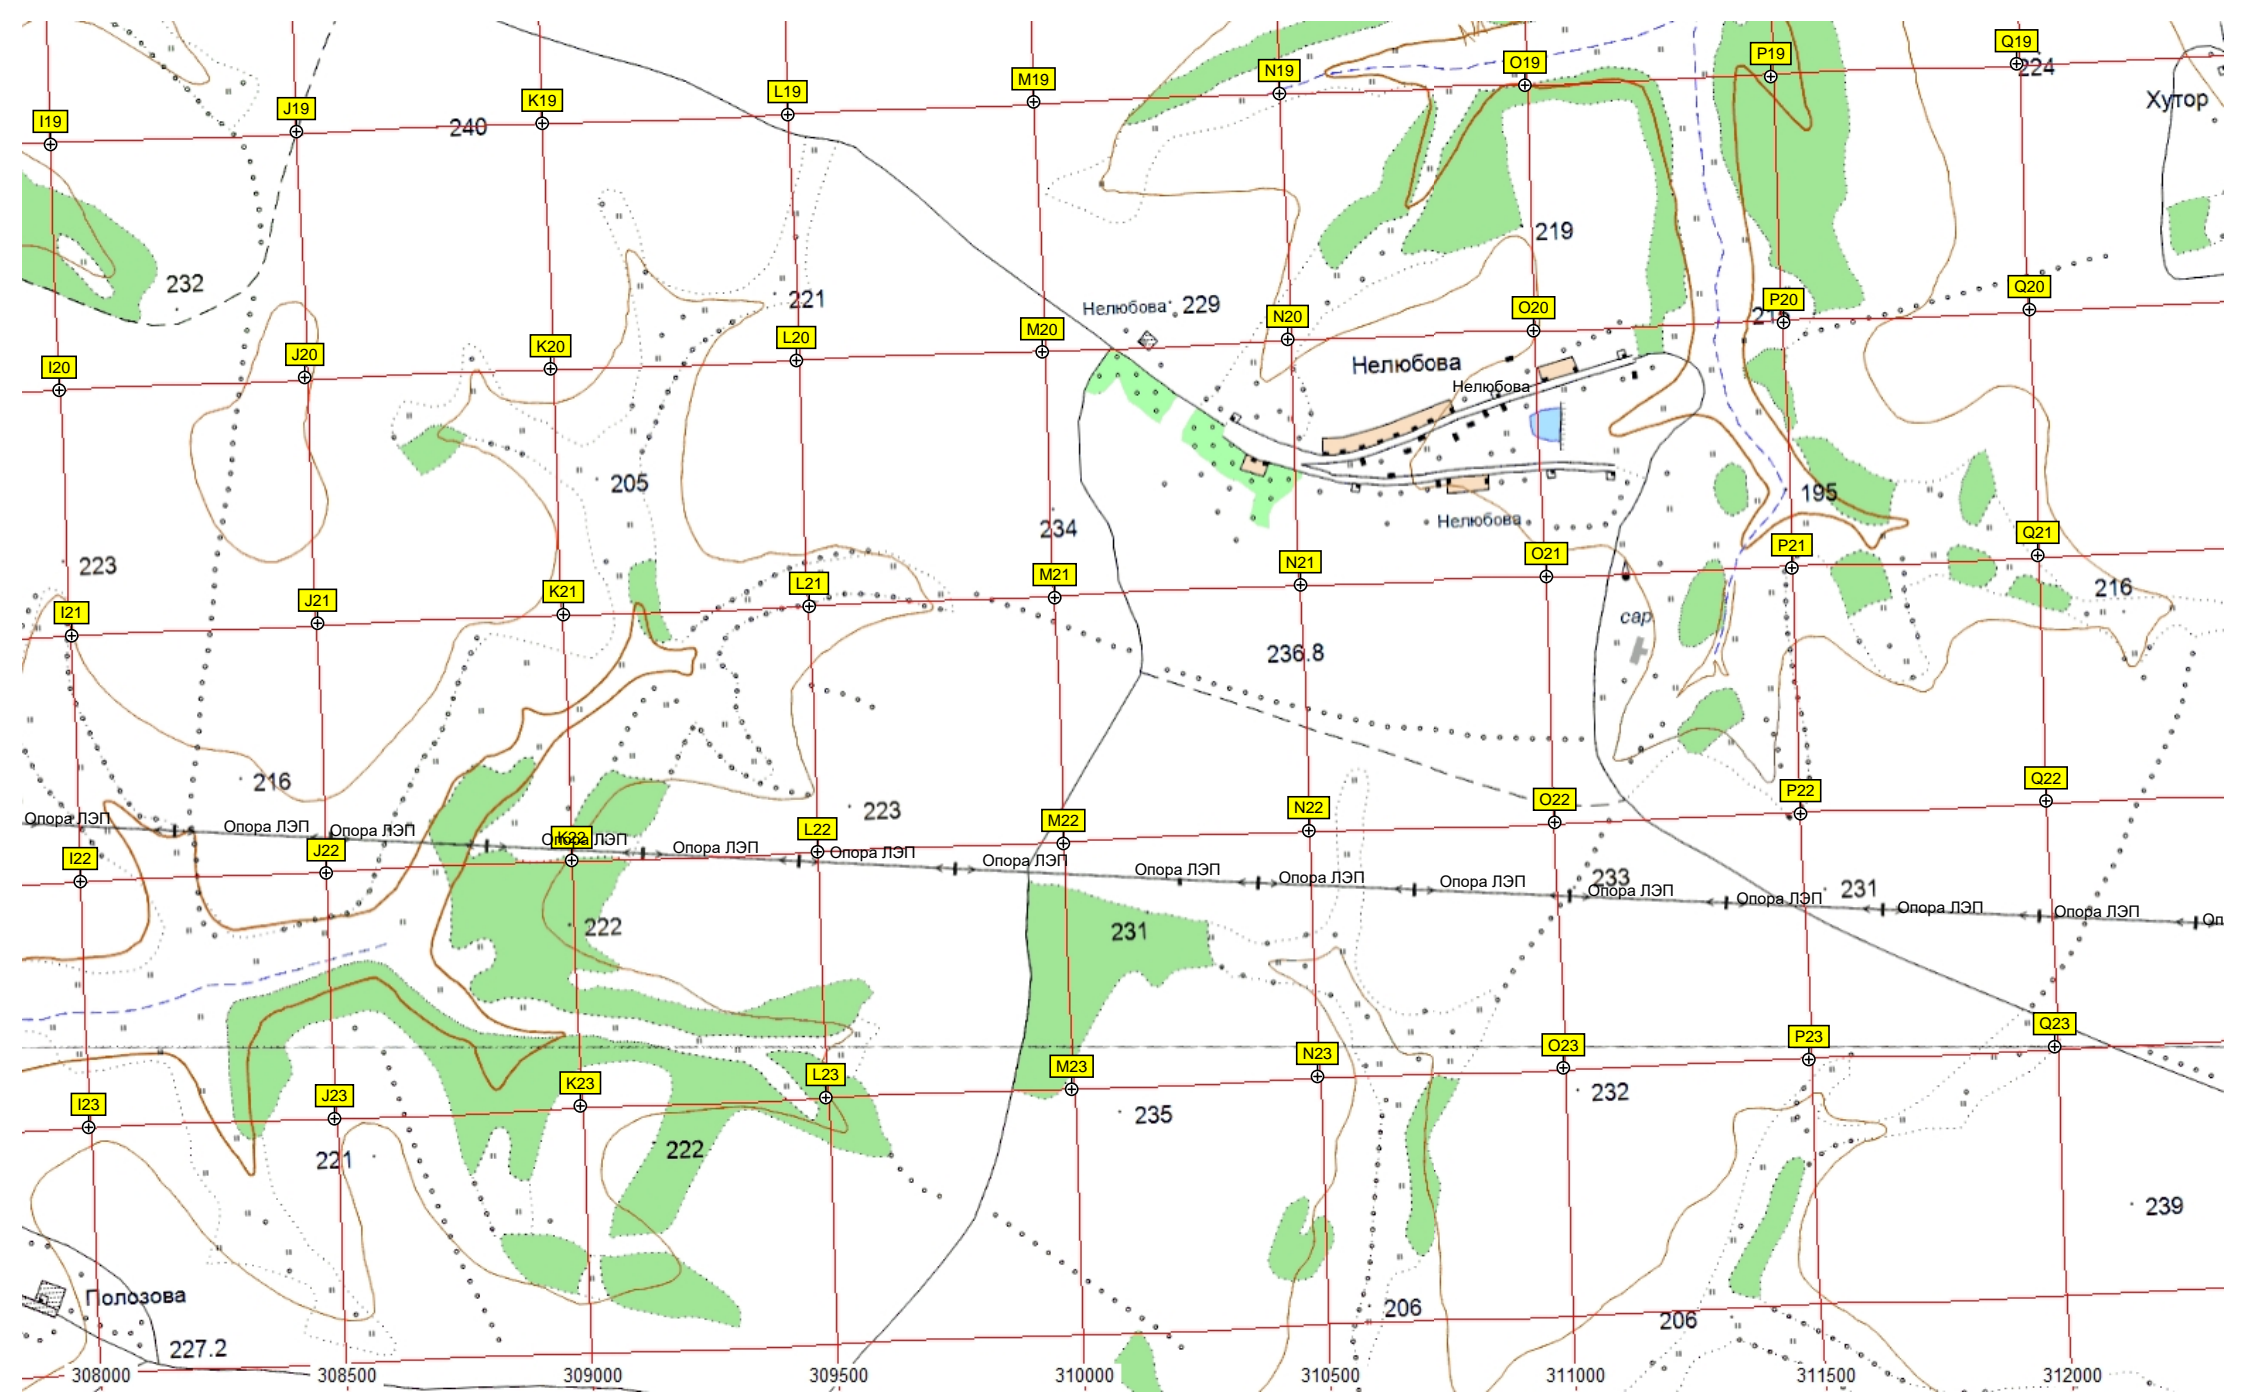 Q19
224
P19
O19
N19
M19
L19
K19
J19
I19
Хутор
240
219
232
221
Нелюбова
229
Q20
P20
O20
N20
M20
L20
K20
J20
I20
Нелюбова
Нелюбова
205
195
234
Нелюбова
223
Q21
P21
O21
N21
M21
L21
K21
J21
I21
216
сар
236.8
216
Q22
P22
O22
N22
M22
L22
K22
J22
I22
223
Опора ЛЭП
Опора ЛЭП
Опора ЛЭП
Опора ЛЭП
Опора ЛЭП
Опора ЛЭП
Опора ЛЭП
Опора ЛЭП
Опора ЛЭП
Опора ЛЭП
233
Опора ЛЭП
231
Опора ЛЭП
Опора ЛЭП
Опора ЛЭП
Оп
222
231
Q23
P23
O23
N23
M23
L23
K23
J23
I23
232
235
222
221
239
Полозова
206
206
227.2
308000
308500
309000
309500
310000
310500
311000
311500
312000